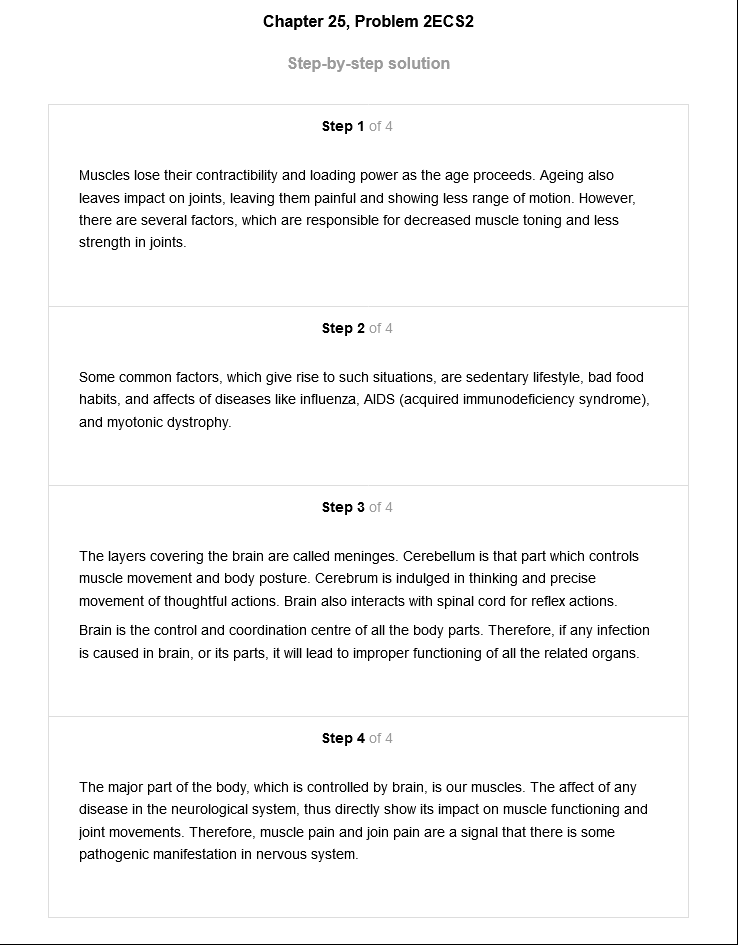 Chapter 25, Problem 2ECS2
Step-by-step solution
Step 1 of 4
Muscles lose their contractibility and loading power as the age proceeds. Ageing also
leaves impact on joints, leaving them painful and showing less range of motion. However,
there are several factors, which are responsible for decreased muscle toning and less
strength in joints.
Step 2 of 4
Some common factors, which give rise to such situations, are sedentary lifestyle, bad food
habits, and affects of diseases like influenza, AIDS (acquired immunodeficiency syndrome),
and myotonic dystrophy.
Step 3 of 4
The layers covering the brain are called meninges. Cerebellum is that part which controls
muscle movement and body posture. Cerebrum is indulged in thinking and precise
movement of thoughtful actions. Brain also interacts with spinal cord for reflex actions.
Brain is the control and coordination centre of all the body parts. Therefore, if any infection
is caused in brain, or its parts, it will lead to improper functioning of all the related organs.
Step 4 of 4
The major part of the body, which is controlled by brain, is our muscles. The affect of any
disease in the neurological system, thus directly show its impact on muscle functioning and
joint movements. Therefore, muscle pain and join pain are a signal that there is some
pathogenic manifestation in nervous system.